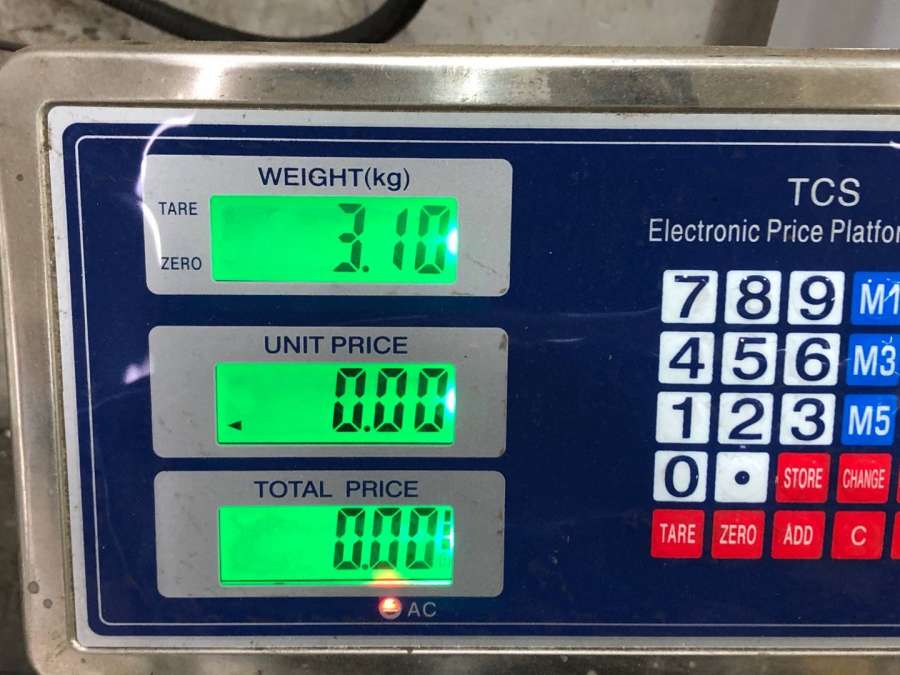 WEIGHT(kg)
TARE
3.10
ZERO
UNIT PRICE
0.00
TOTAL PRICE
0.00
AC
TCS
Electronic Price Platfor
7 8 9 M1
4 5 6 M3
1 2 3 M5
0 . STORE CHANGE
TARE ZERO ADD C